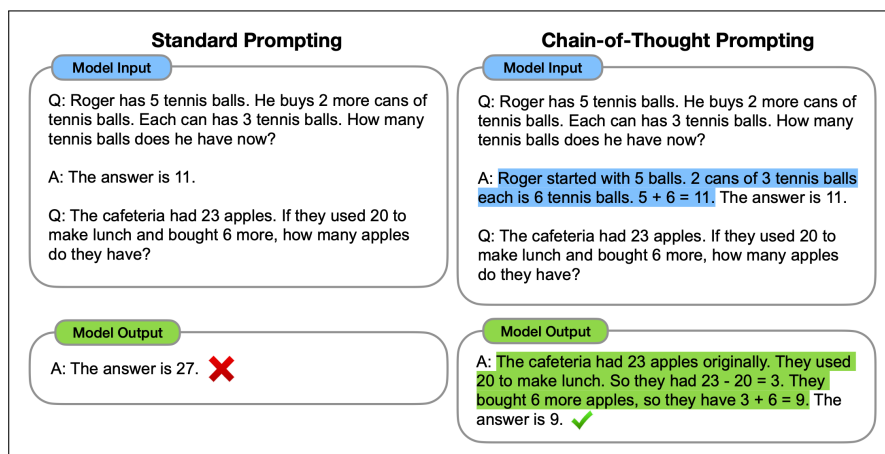 Standard Prompting
Model Input
Q: Roger has 5 tennis balls. He buys 2 more cans of
tennis balls. Each can has 3 tennis balls. How many
tennis balls does he have now?
A: The answer is 11.
Q: The cafeteria had 23 apples. If they used 20 to
make lunch and bought 6 more, how many apples
do they have?
Model Output
A: The answer is 27.
Chain-of-Thought Prompting
Model Input
Q: Roger has 5 tennis balls. He buys 2 more cans of
tennis balls. Each can has 3 tennis balls. How many
tennis balls does he have now?
A: Roger started with 5 balls. 2 cans of 3 tennis balls
each is 6 tennis balls. 5 + 6 = 11. The answer is 11.
Q: The cafeteria had 23 apples. If they used 20 to
make lunch and bought 6 more, how many apples
do they have?
Model Output
A: The cafeteria had 23 apples originally. They used
20 to make lunch. So they had 23 - 20 = 3. They
bought 6 more apples, so they have 3 + 6 = 9. The
answer is 9.